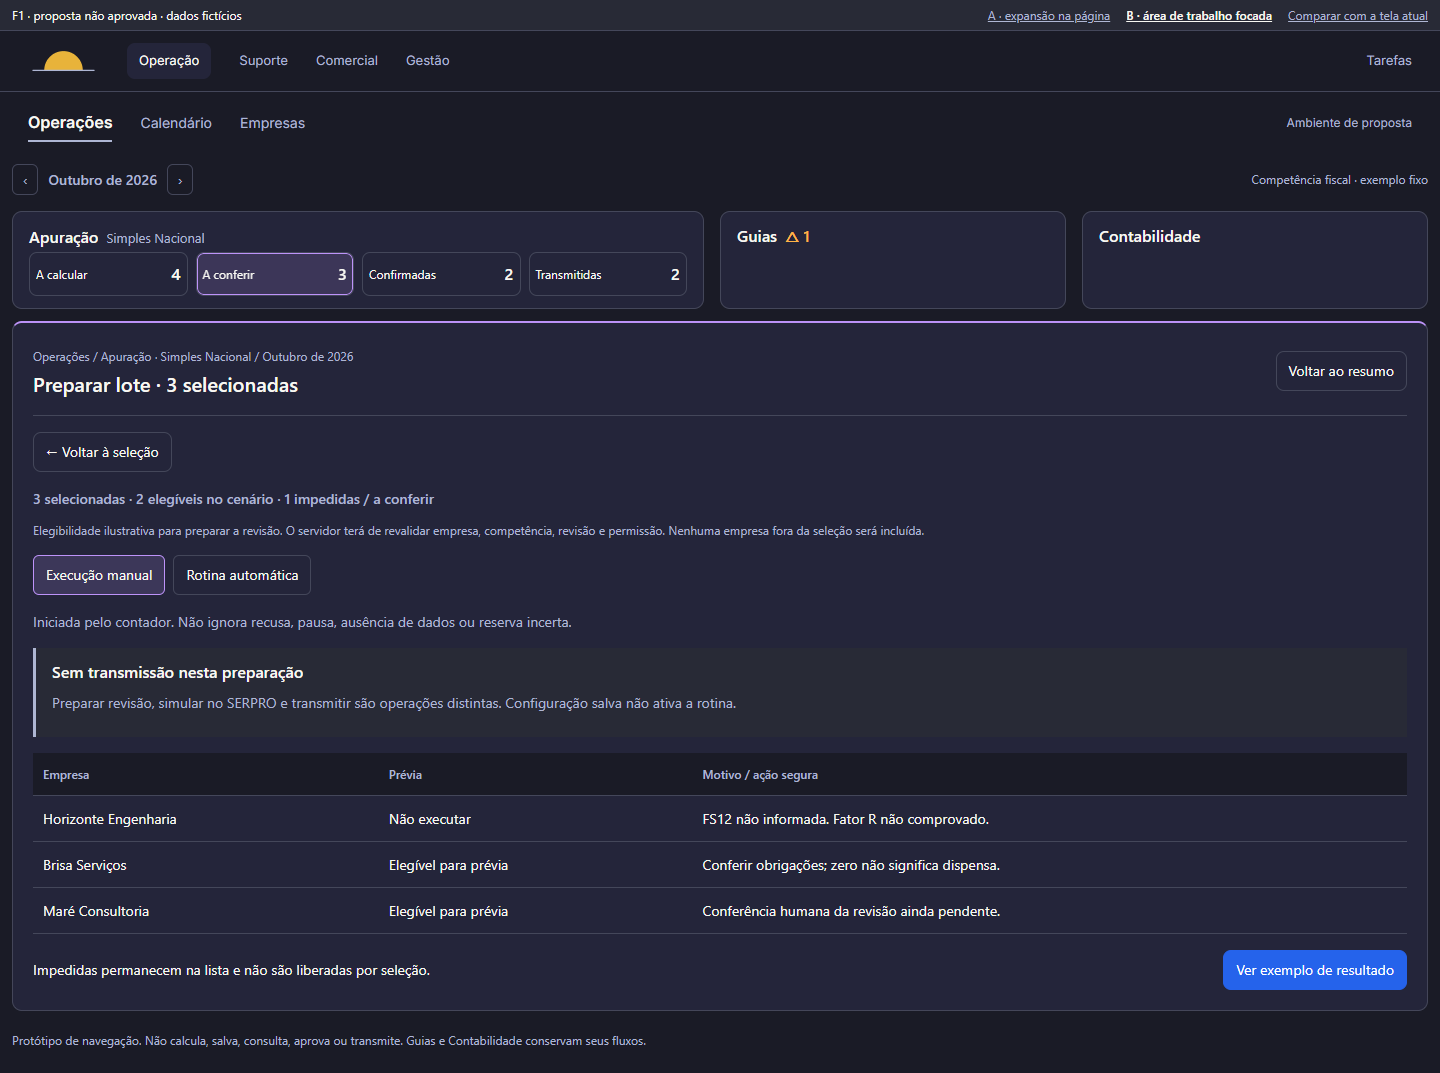 F1 · proposta não aprovada · dados fictícios
A · expansão na página
B · área de trabalho focada
Comparar com a tela atual
Operação
Suporte
Comercial
Gestão
Tarefas
Operações
Calendário
Empresas
Ambiente de proposta
‹
Outubro de 2026
›
Competência fiscal · exemplo fixo
Apuração Simples Nacional
A calcular 4
A conferir 3
Confirmadas 2
Transmitidas 2
Guias △ 1
Contabilidade
Operações / Apuração · Simples Nacional / Outubro de 2026
Preparar lote · 3 selecionadas
Voltar ao resumo
← Voltar à seleção
3 selecionadas · 2 elegíveis no cenário · 1 impedidas / a conferir
Elegibilidade ilustrativa para preparar a revisão. O servidor terá de revalidar empresa, competência, revisão e permissão. Nenhuma empresa fora da seleção será incluída.
Execução manual
Rotina automática
Iniciada pelo contador. Não ignora recusa, pausa, ausência de dados ou reserva incerta.
Sem transmissão nesta preparação
Preparar revisão, simular no SERPRO e transmitir são operações distintas. Configuração salva não ativa a rotina.
Empresa Prévia Motivo / ação segura
Horizonte Engenharia Não executar FS12 não informada. Fator R não comprovado.
Brisa Serviços Elegível para prévia Conferir obrigações; zero não significa dispensa.
Maré Consultoria Elegível para prévia Conferência humana da revisão ainda pendente.
Impedidas permanecem na lista e não são liberadas por seleção.
Ver exemplo de resultado
Protótipo de navegação. Não calcula, salva, consulta, aprova ou transmite. Guias e Contabilidade conservam seus fluxos.